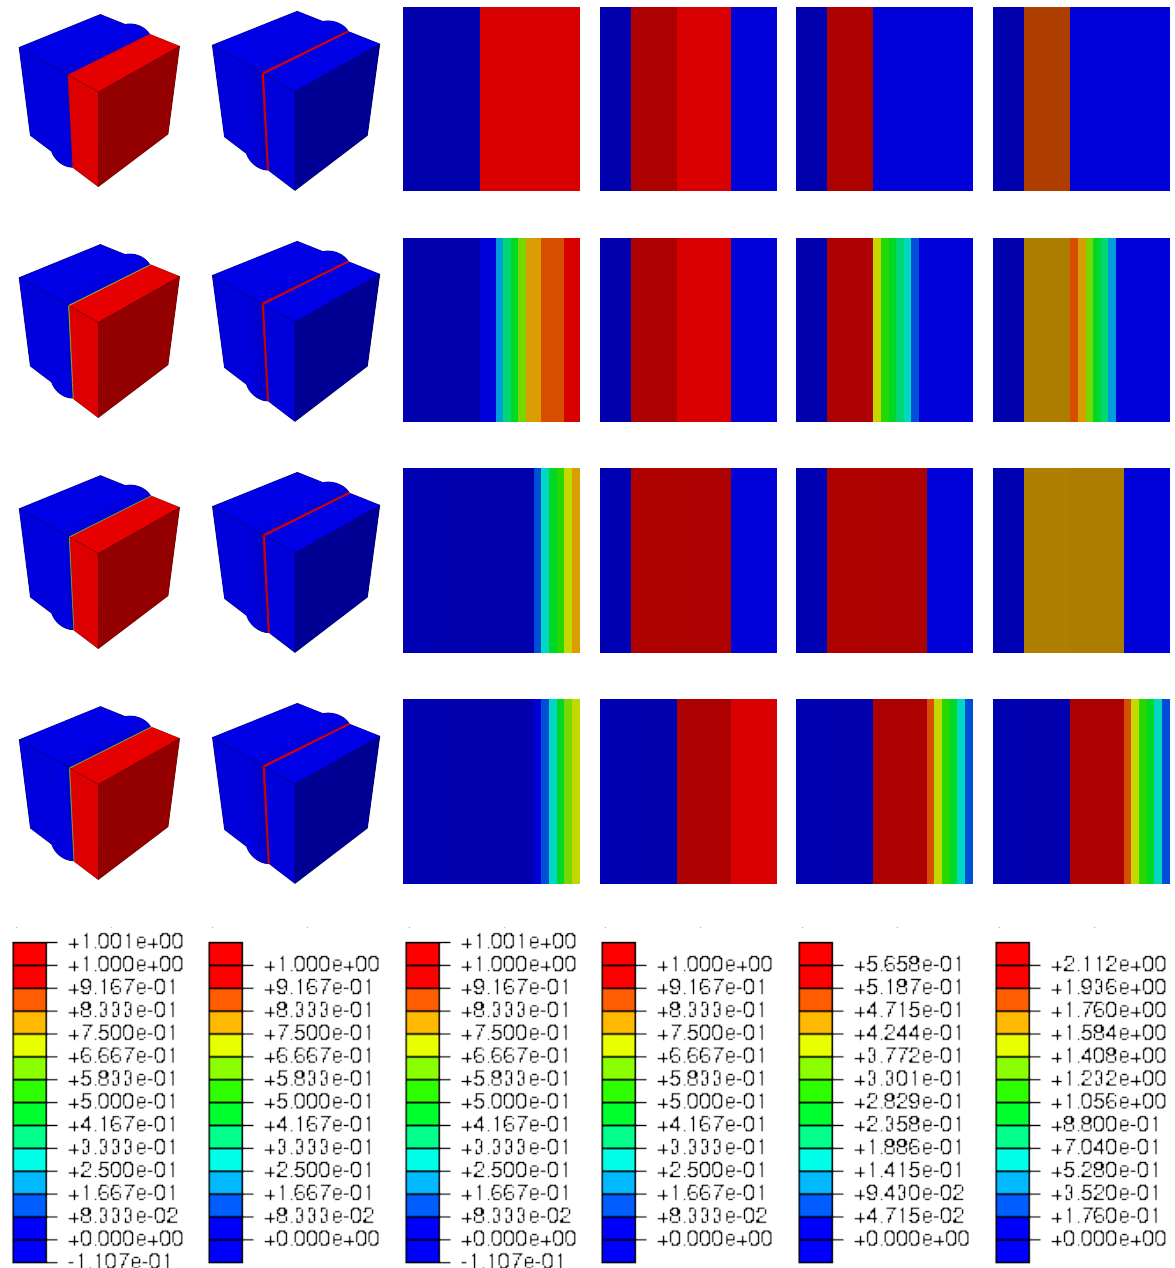 +1.001e+00
+1.000e+00
+9.167e-01
+8.333e-01
+7.500e-01
+6.667e-01
+5.833e-01
+5.000e-01
+4.167e-01
+3.333e-01
+2.500e-01
+1.667e-01
+8.333e-02
+0.000e+00
-1.107e-01
+1.000e+00
+9.167e-01
+8.333e-01
+7.500e-01
+6.667e-01
+5.833e-01
+5.000e-01
+4.167e-01
+3.333e-01
+2.500e-01
+1.667e-01
+8.333e-02
+0.000e+00
+1.001e+00
+1.000e+00
+9.167e-01
+8.333e-01
+7.500e-01
+6.667e-01
+5.833e-01
+5.000e-01
+4.167e-01
+3.333e-01
+2.500e-01
+1.667e-01
+8.333e-02
+0.000e+00
-1.107e-01
+1.000e+00
+9.167e-01
+8.333e-01
+7.500e-01
+6.667e-01
+5.833e-01
+5.000e-01
+4.167e-01
+3.333e-01
+2.500e-01
+1.667e-01
+8.333e-02
+0.000e+00
+5.658e-01
+5.187e-01
+4.715e-01
+4.244e-01
+3.772e-01
+3.301e-01
+2.829e-01
+2.358e-01
+1.886e-01
+1.415e-01
+9.430e-02
+4.715e-02
+0.000e+00
+2.112e+00
+1.936e+00
+1.760e+00
+1.584e+00
+1.408e+00
+1.232e+00
+1.056e+00
+8.800e-01
+7.040e-01
+5.280e-01
+3.520e-01
+1.760e-01
+0.000e+00